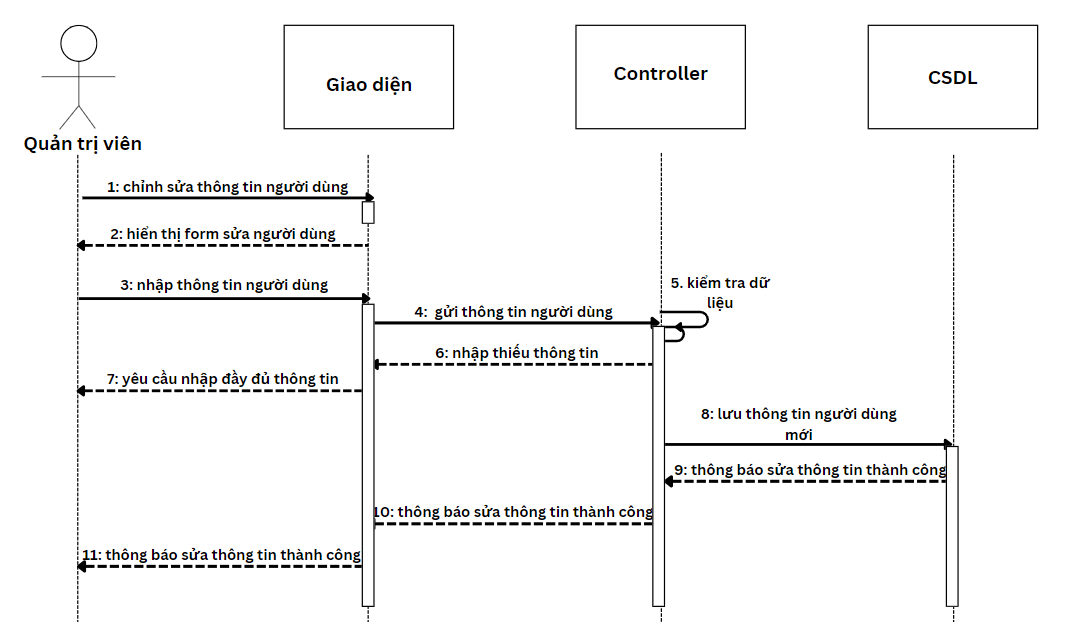 Giao diện
Controller
CSDL
Quản trị viên
1: chỉnh sửa thông tin người dùng
2: hiển thị form sửa người dùng
3: nhập thông tin người dùng
4: gửi thông tin người dùng
5. kiểm tra dữ
liệu
6: nhập thiếu thông tin
7: yêu cầu nhập đầy đủ thông tin
8: lưu thông tin người dùng
mới
9: thông báo sửa thông tin thành công
10: thông báo sửa thông tin thành công
11: thông báo sửa thông tin thành công